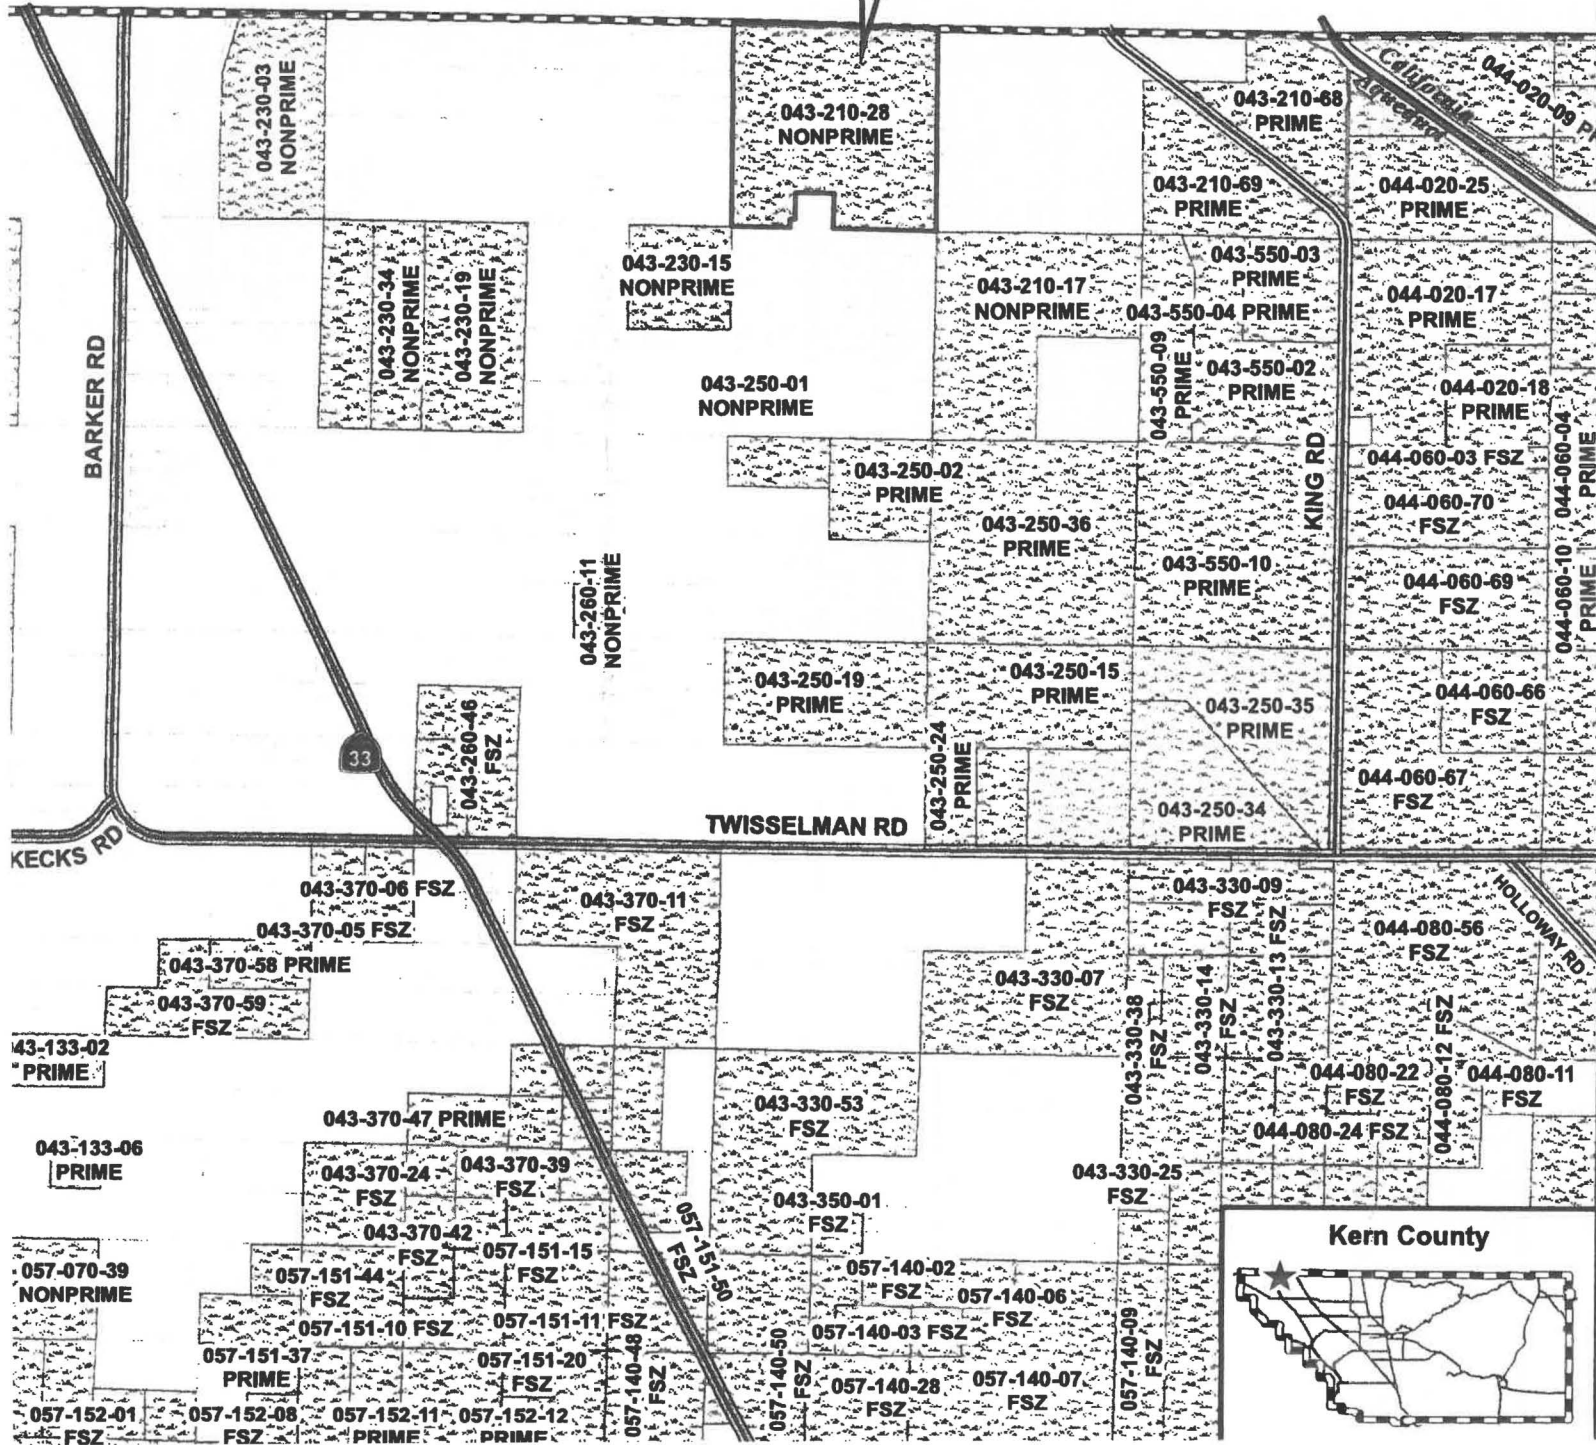 043-230-03
NONPRIME
043-210-28
NONPRIME
043-210-68
PRIME
California
Aqueduct
044-020-09
043-210-69
PRIME
044-020-25
PRIME
043-230-34
NONPRIME
043-230-19
NONPRIME
043-230-15
NONPRIME
043-210-17
NONPRIME
043-550-03
PRIME
043-550-04 PRIME
044-020-17
PRIME
BARKER RD
043-250-01
NONPRIME
043-550-09
PRIME
043-550-02
PRIME
044-020-18
PRIME
KING RD
044-060-03 FSZ
044-060-04
PRIME
043-250-02
PRIME
044-060-70
FSZ
043-250-36
PRIME
043-260-11
NONPRIME
043-550-10
PRIME
044-060-69
FSZ
044-060-10
PRIME
043-250-19
PRIME
043-250-15
PRIME
043-250-35
PRIME
044-060-66
FSZ
33
043-260-46
FSZ
043-250-24
PRIME
044-060-67
FSZ
043-250-34
PRIME
TWISSELMAN RD
KECKS RD
043-370-06 FSZ
043-370-11
FSZ
043-330-09
FSZ
HOLLOWAY RD
043-370-05 FSZ
044-080-56
FSZ
043-370-58 PRIME
043-370-59
FSZ
043-330-07
FSZ
043-330-38
FSZ
043-330-14
FSZ
043-330-13 FSZ
43-133-02
PRIME
044-080-22
FSZ
044-080-12 FSZ
044-080-11
FSZ
043-370-47 PRIME
043-330-53
FSZ
044-080-24 FSZ
043-133-06
PRIME
043-370-24
FSZ
043-370-39
FSZ
043-330-25
FSZ
043-350-01
FSZ
043-370-42
FSZ
057-151-50
FSZ
Kern County
057-070-39
NONPRIME
057-151-44
FSZ
057-151-15
FSZ
057-140-02
FSZ
057-140-06
FSZ
057-151-10 FSZ
057-151-11 FSZ
057-140-03 FSZ
057-140-09
FSZ
057-151-37
PRIME
057-151-20
FSZ
057-140-48
FSZ
057-140-50
FSZ
057-140-28
FSZ
057-140-07
FSZ
057-152-01
FSZ
057-152-08
FSZ
057-152-11
PRIME
057-152-12
PRIME